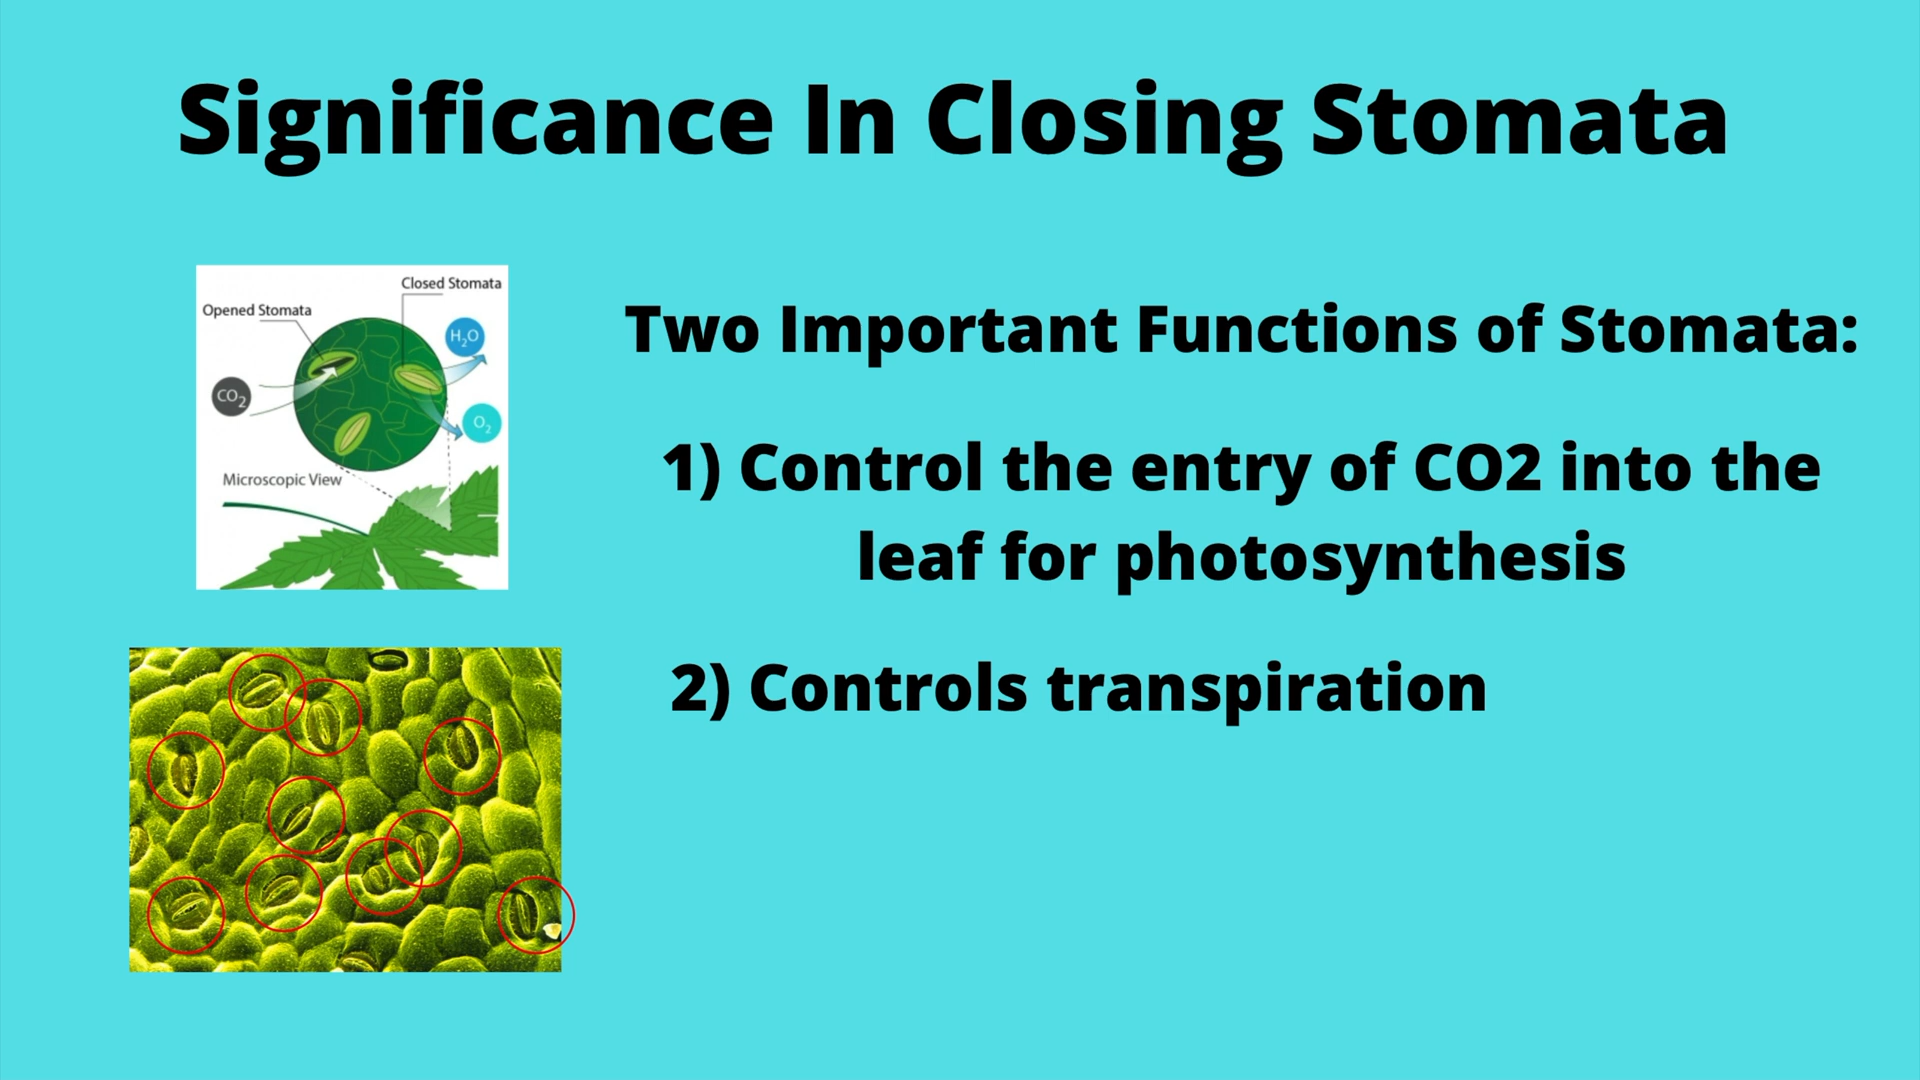 Significance In Closing Stomata
Closed Stomata
Opened Stomata
H₂O
CO₂
O₂
Microscopic View
Two Important Functions of Stomata:
1) Control the entry of CO2 into the
leaf for photosynthesis
2) Controls transpiration